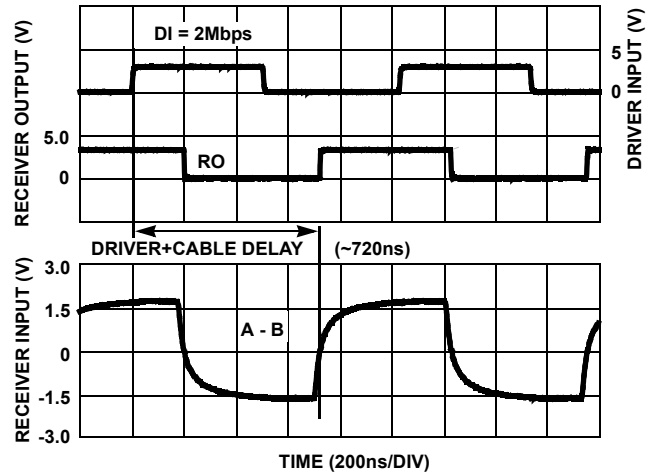 DI = 2Mbps
RECEIVER OUTPUT (V)
5.0
0
RO
5
0
DRIVER INPUT (V)
DRIVER+CABLE DELAY
(~720ns)
RECEIVER INPUT (V)
3.0
1.5
0
-1.5
-3.0
A - B
TIME (200ns/DIV)